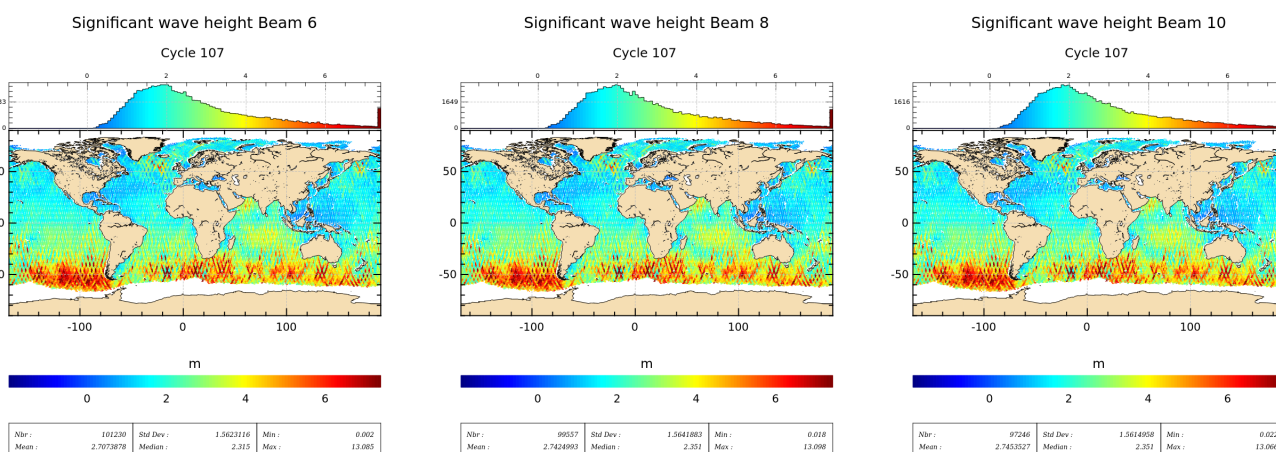 Significant wave height Beam 6
Cycle 107
0 2 4 6
0
50
0
-100 0 100
m
0 2 4 6
Nbr : 101230 Std Dev : 1.5623116 Min : 0.002
Mean : 2.7073878 Median : 2.315 Max : 13.085
Significant wave height Beam 8
Cycle 107
0 2 4 6
1649
0
50
0
-50
-100 0 100
m
0 2 4 6
Nbr : 99557 Std Dev : 1.5641883 Min : 0.018
Mean : 2.7424993 Median : 2.351 Max : 13.098
Significant wave height Beam 10
Cycle 107
0 2 4 6
1616
0
50
0
-50
-100 0 100
m
0 2 4 6
Nbr : 97246 Std Dev : 1.5614958 Min :
Mean : 2.7453527 Median : 2.351 Max :